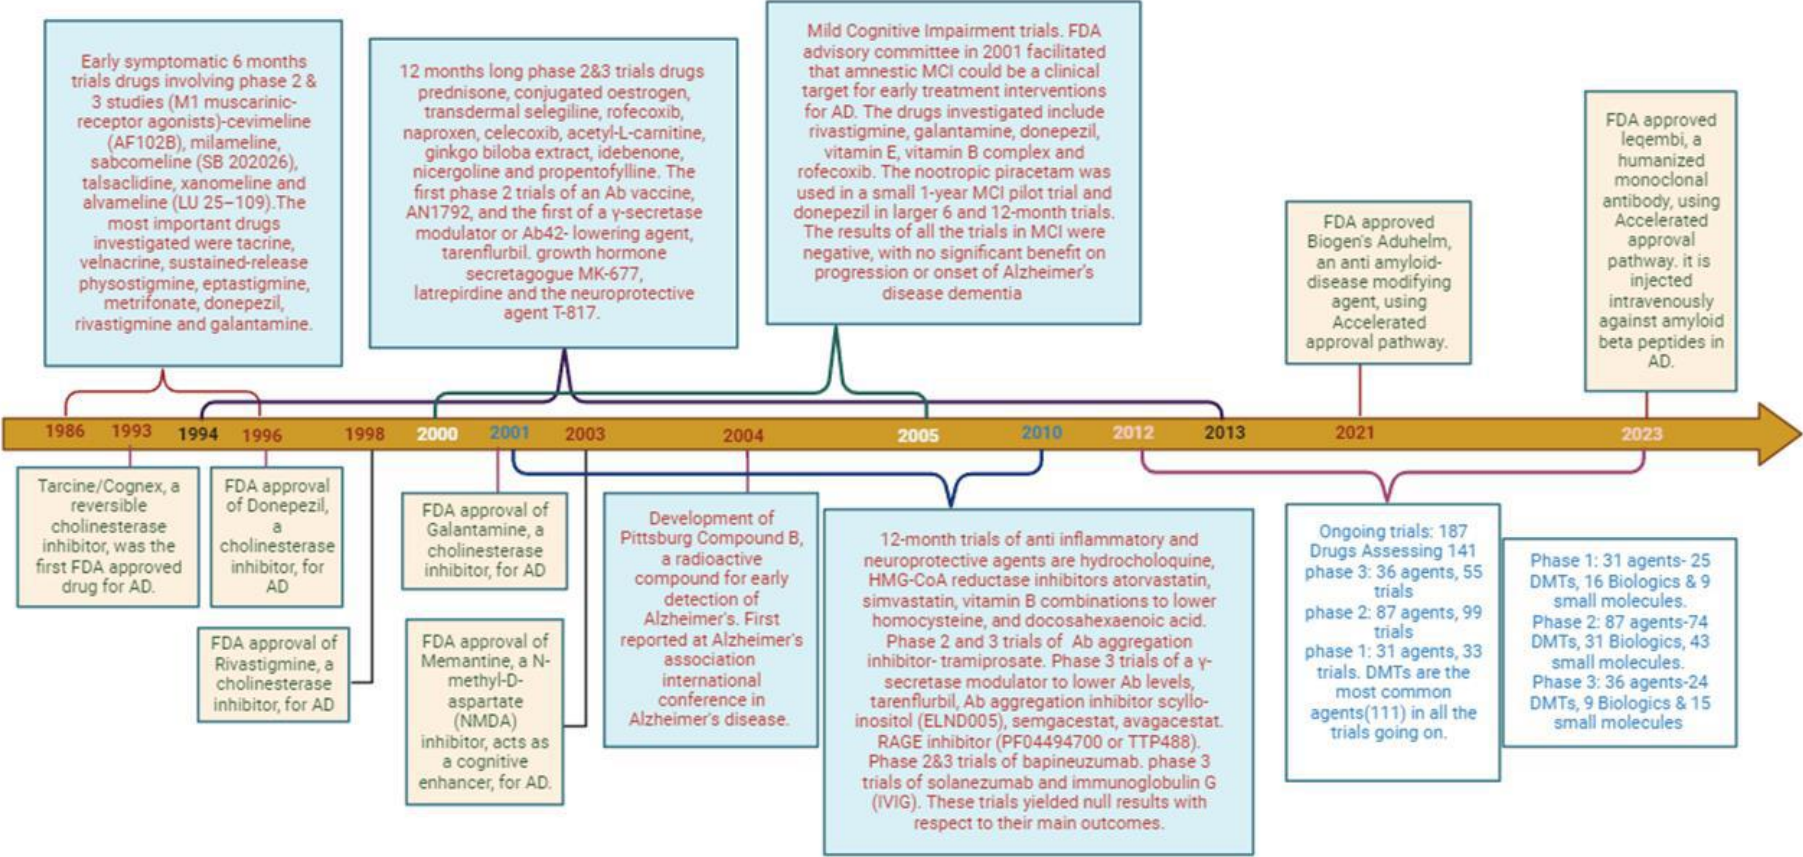 Early symptomatic 6 months
trials drugs involving phase 2 &
3 studies (M1 muscarinic-
receptor agonists)-cevimeline
(AF102B), milameline,
sabcomeline (SB 202026),
talsaclidine, xanomeline and
alvameline (LU 25–109).The
most important drugs
investigated were tacrine,
velnacrine, sustained-release
physostigmine, eptastigmine,
metrifonate, donepezil,
rivastigmine and galantamine.
12 months long phase 2&3 trials drugs
prednisone, conjugated oestrogen,
transdermal selegiline, rofecoxib,
naproxen, celecoxib, acetyl-L-carnitine,
ginkgo biloba extract, idebenone,
nicergoline and propentofylline. The
first phase 2 trials of an Ab vaccine,
AN1792, and the first of a γ-secretase
modulator or Ab42- lowering agent,
tarenflurbil. growth hormone
secretagogue MK-677,
latrepirdine and the neuroprotective
agent T-817.
Mild Cognitive Impairment trials. FDA
advisory committee in 2001 facilitated
that amnestic MCI could be a clinical
target for early treatment interventions
for AD. The drugs investigated include
rivastigmine, galantamine, donepezil,
vitamin E, vitamin B complex and
rofecoxib. The nootropic piracetam was
used in a small 1-year MCI pilot trial and
donepezil in larger 6 and 12-month trials.
The results of all the trials in MCI were
negative, with no significant benefit on
progression or onset of Alzheimer's
disease dementia
FDA approved
Biogen's Aduhelm,
an anti amyloid-
disease modifying
agent, using
Accelerated
approval pathway.
FDA approved
leqembi, a
humanized
monoclonal
antibody, using
Accelerated
approval
pathway. it is
injected
intravenously
against amyloid
beta peptides in
AD.
1986 1993 1994 1996 1998 2000 2001 2003 2004 2005 2010 2012 2013 2021 2023
Tarcine/Cognex, a
reversible
cholinesterase
inhibitor, was the
first FDA approved
drug for AD.
FDA approval
of Donepezil,
a
cholinesterase
inhibitor, for
AD
FDA approval of
Rivastigmine, a
cholinesterase
inhibitor, for AD
FDA approval of
Galantamine, a
cholinesterase
inhibitor, for AD
FDA approval of
Memantine, a N-
methyl-D-
aspartate
(NMDA)
inhibitor, acts as
a cognitive
enhancer, for AD.
Development of
Pittsburg Compound B,
a radioactive
compound for early
detection of
Alzheimer's. First
reported at Alzheimer's
association
international
conference in
Alzheimer's disease.
12-month trials of anti inflammatory and
neuroprotective agents are hydrocholoquine,
HMG-CoA reductase inhibitors atorvastatin,
simvastatin, vitamin B combinations to lower
homocysteine, and docosahexaenoic acid.
Phase 2 and 3 trials of Ab aggregation
inhibitor- tramiprosate. Phase 3 trials of a γ-
secretase modulator to lower Ab levels,
tarenflurbil, Ab aggregation inhibitor scyllo-
inositol (ELND005), semgacestat, avagacestat.
RAGE inhibitor (PF04494700 or TTP488).
Phase 2&3 trials of bapineuzumab. phase 3
trials of solanezumab and immunoglobulin G
(IVIG). These trials yielded null results with
respect to their main outcomes.
Ongoing trials: 187
Drugs Assessing 141
phase 3: 36 agents, 55
trials
phase 2: 87 agents, 99
trials
phase 1: 31 agents, 33
trials. DMTs are the
most common
agents(111) in all the
trials going on.
Phase 1: 31 agents- 25
DMTs, 16 Biologics & 9
small molecules.
Phase 2: 87 agents-74
DMTs, 31 Biologics, 43
small molecules.
Phase 3: 36 agents-24
DMTs, 9 Biologics & 15
small molecules